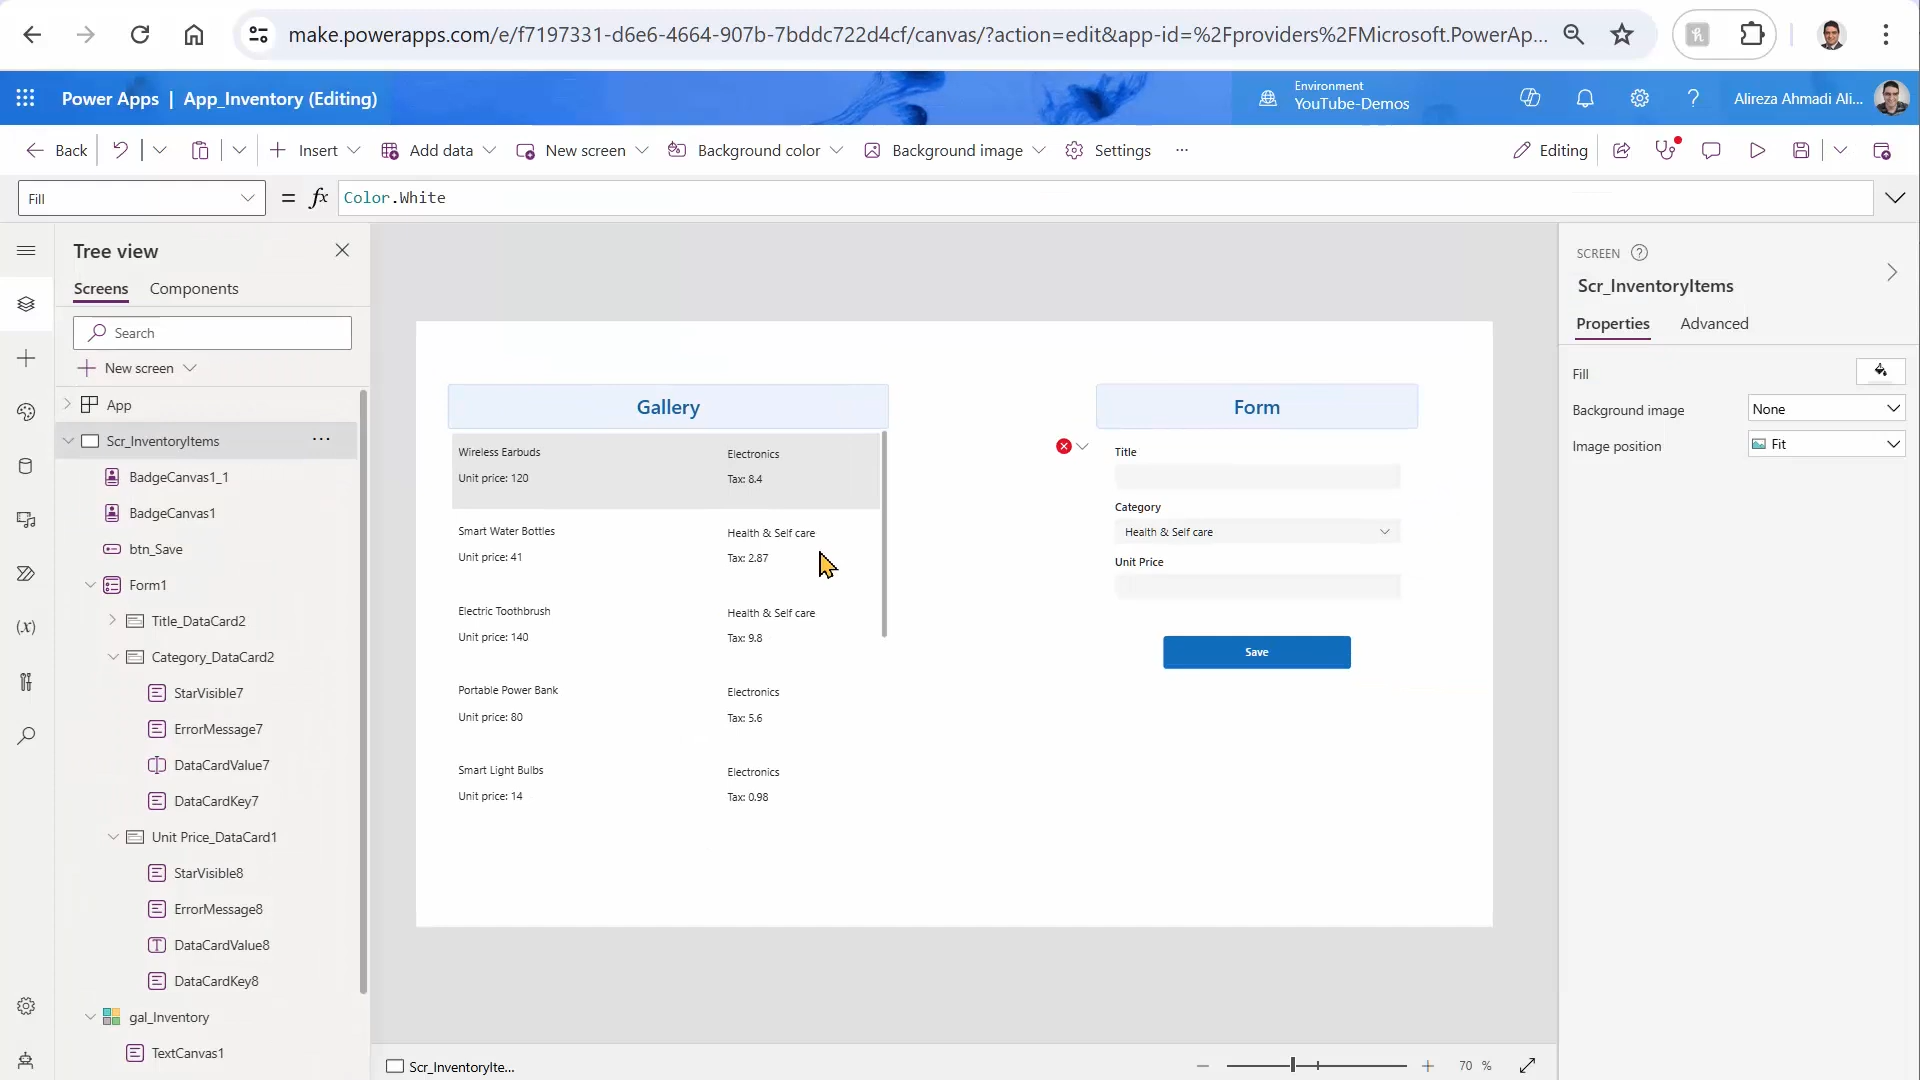 make.powerapps.com/e/f7197331-d6e6-4664-907b-7bddc722d4cf/canvas/?action=edit&app-id=%2Fproviders%2FMicrosoft.PowerAp...
Power Apps | App_Inventory (Editing)
Environment
YouTube-Demos
Alireza Ahmadi Ali...
Back
Insert
Add data
New screen
Background color
Background image
Settings
Editing
Fill
= fx Color.White
Tree view
Screens Components
Search
New screen
App
Scr_InventoryItems
BadgeCanvas1_1
BadgeCanvas1
btn_Save
Form1
Title_DataCard2
Category_DataCard2
StarVisible7
ErrorMessage7
DataCardValue7
DataCardKey7
Unit Price_DataCard1
StarVisible8
ErrorMessage8
DataCardValue8
DataCardKey8
gal_Inventory
TextCanvas1
Gallery
Wireless Earbuds Electronics
Unit price: 120 Tax: 8.4
Smart Water Bottles Health & Self care
Unit price: 41 Tax: 2.87
Electric Toothbrush Health & Self care
Unit price: 140 Tax: 9.8
Portable Power Bank Electronics
Unit price: 80 Tax: 5.6
Smart Light Bulbs Electronics
Unit price: 14 Tax: 0.98
Form
Title
Category
Health & Self care
Unit Price
Save
SCREEN
Scr_InventoryItems
Properties Advanced
Fill
Background image None
Image position Fit
Scr_InventoryIte...
70 %